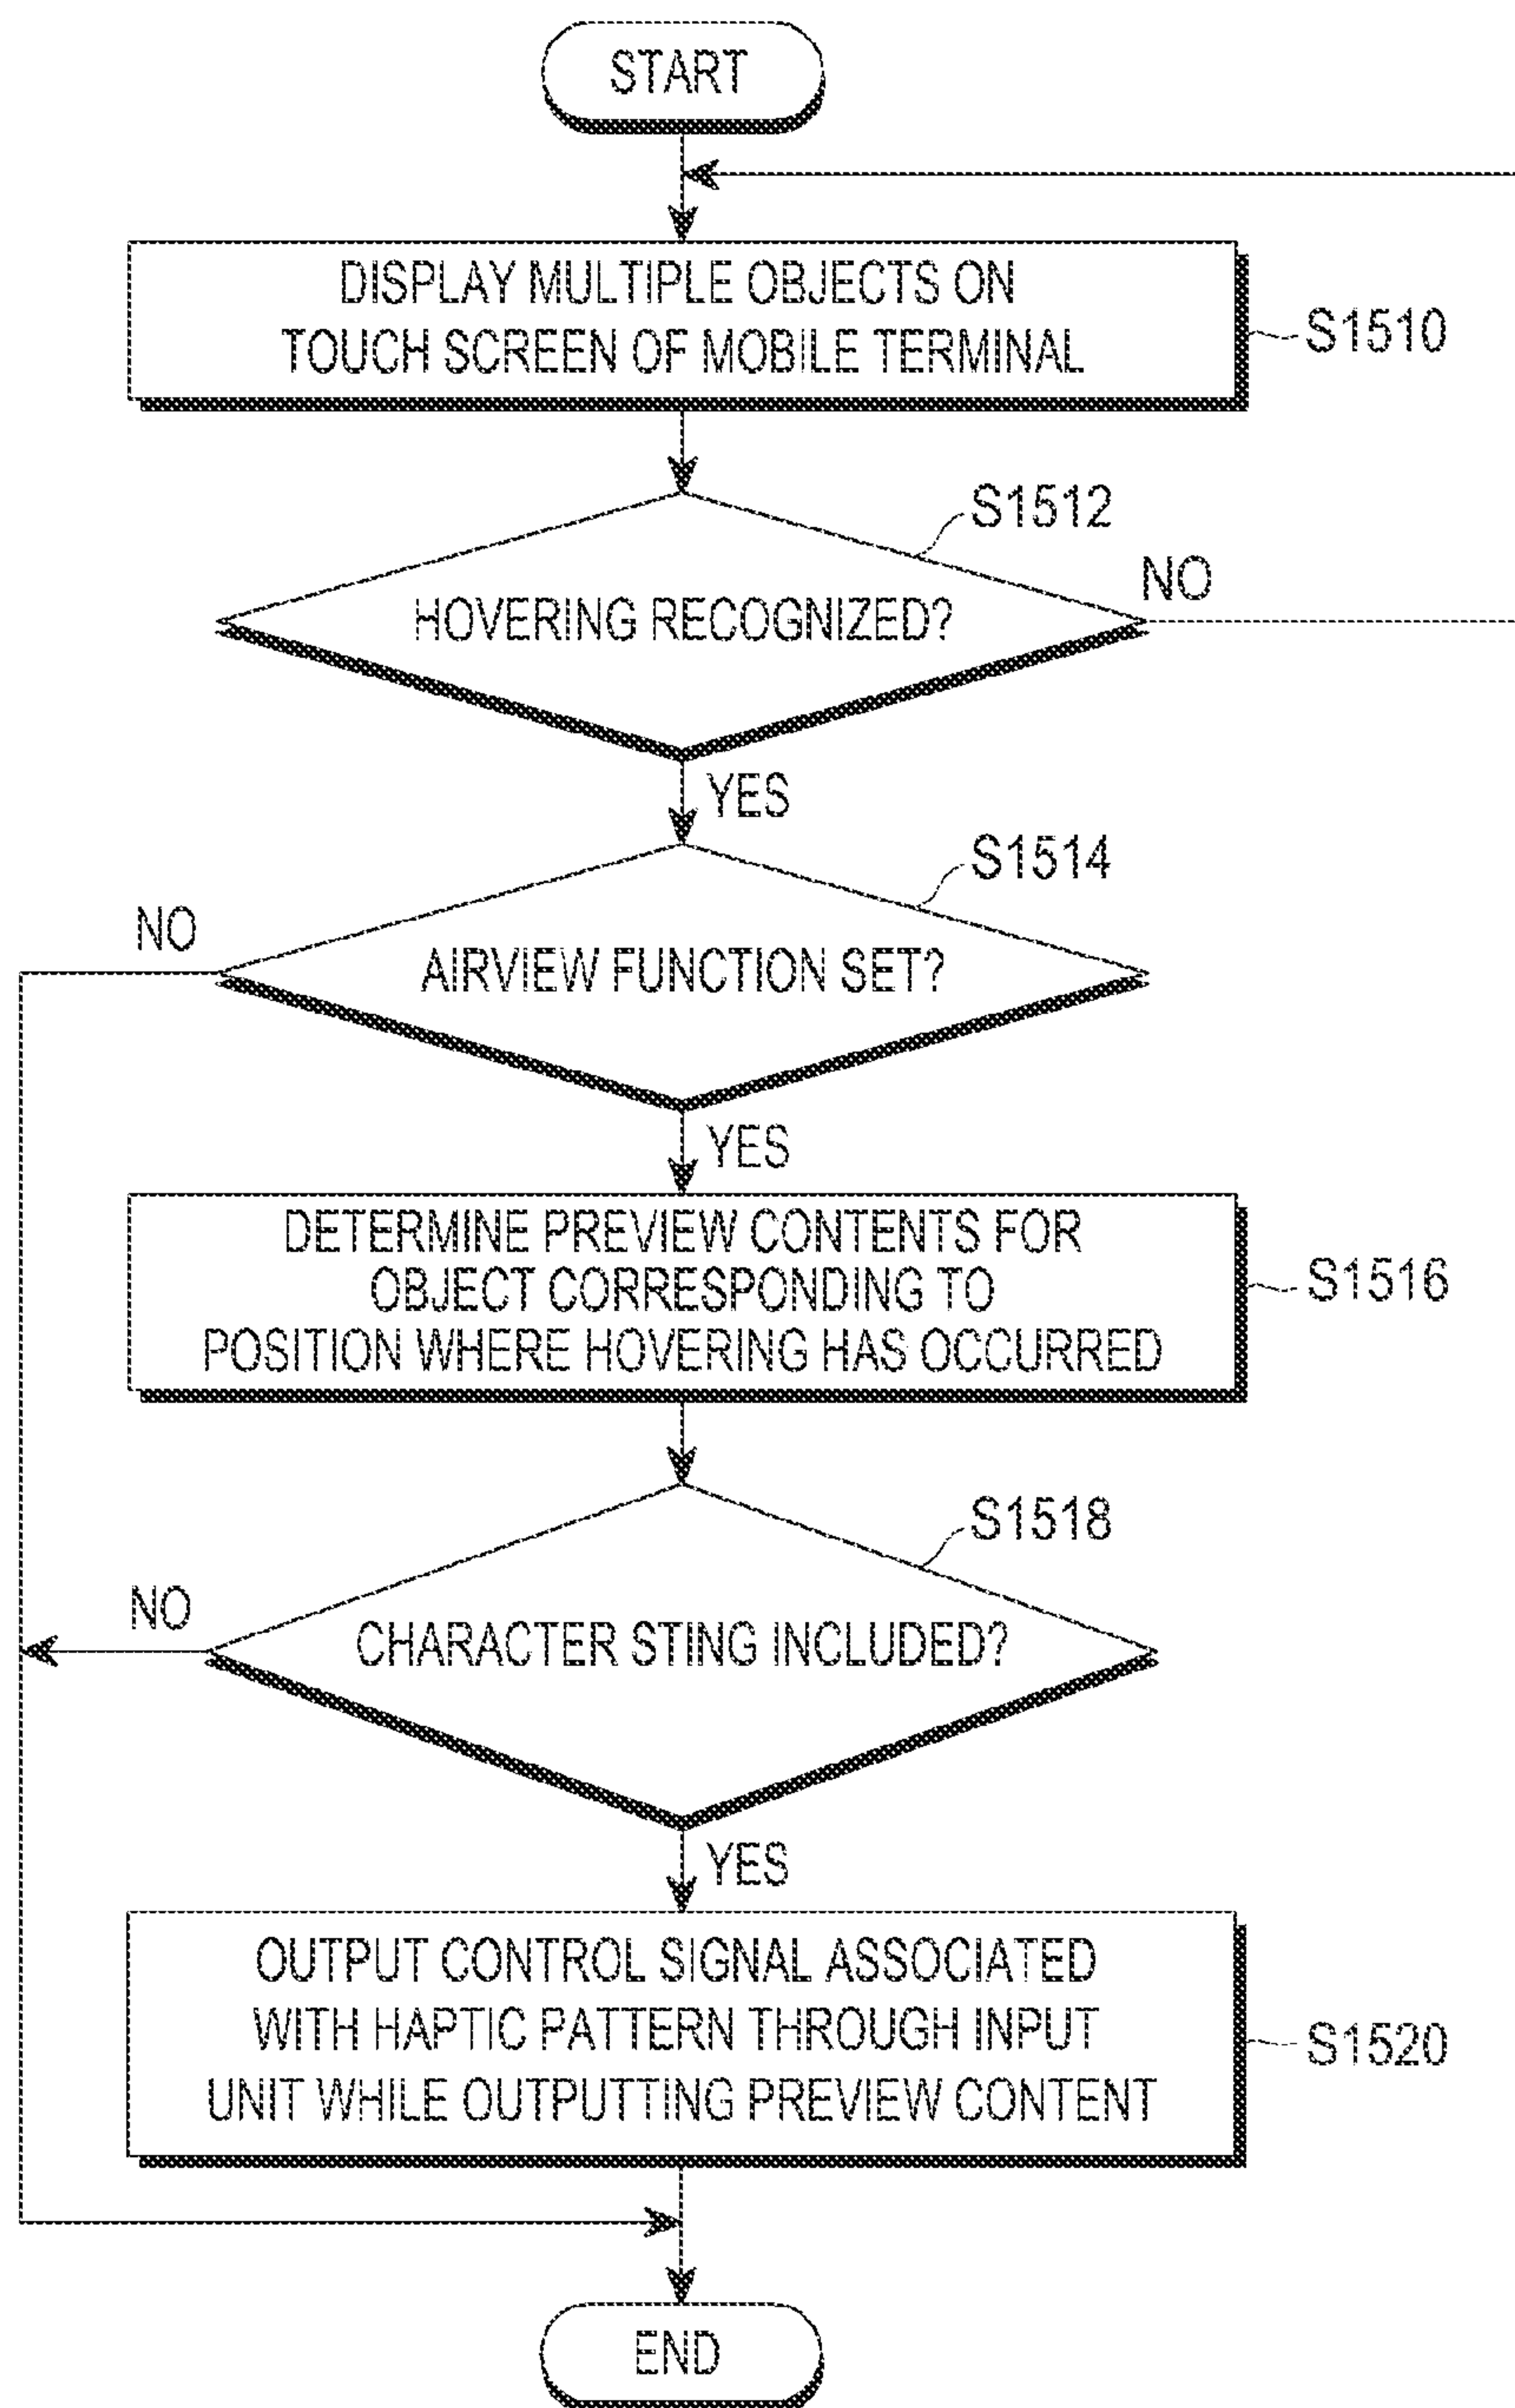 START
DISPLAY MULTIPLE OBJECTS ON
TOUCH SCREEN OF MOBILE TERMINAL
S1510
S1512
HOVERING RECOGNIZED?
NO
YES
S1514
NO
AIRVIEW FUNCTION SET?
YES
DETERMINE PREVIEW CONTENTS FOR
OBJECT CORRESPONDING TO
POSITION WHERE HOVERING HAS OCCURRED
S1516
S1518
NO
CHARACTER STING INCLUDED?
YES
OUTPUT CONTROL SIGNAL ASSOCIATED
WITH HAPTIC PATTERN THROUGH INPUT
UNIT WHILE OUTPUTTING PREVIEW CONTENT
S1520
END